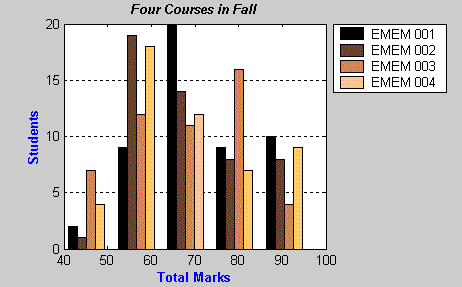 Four Courses in Fall
EMEM 001
EMEM 002
EMEM 003
EMEM 004
Students
20
15
10
5
0
40 50 60 70 80 90 100
Total Marks